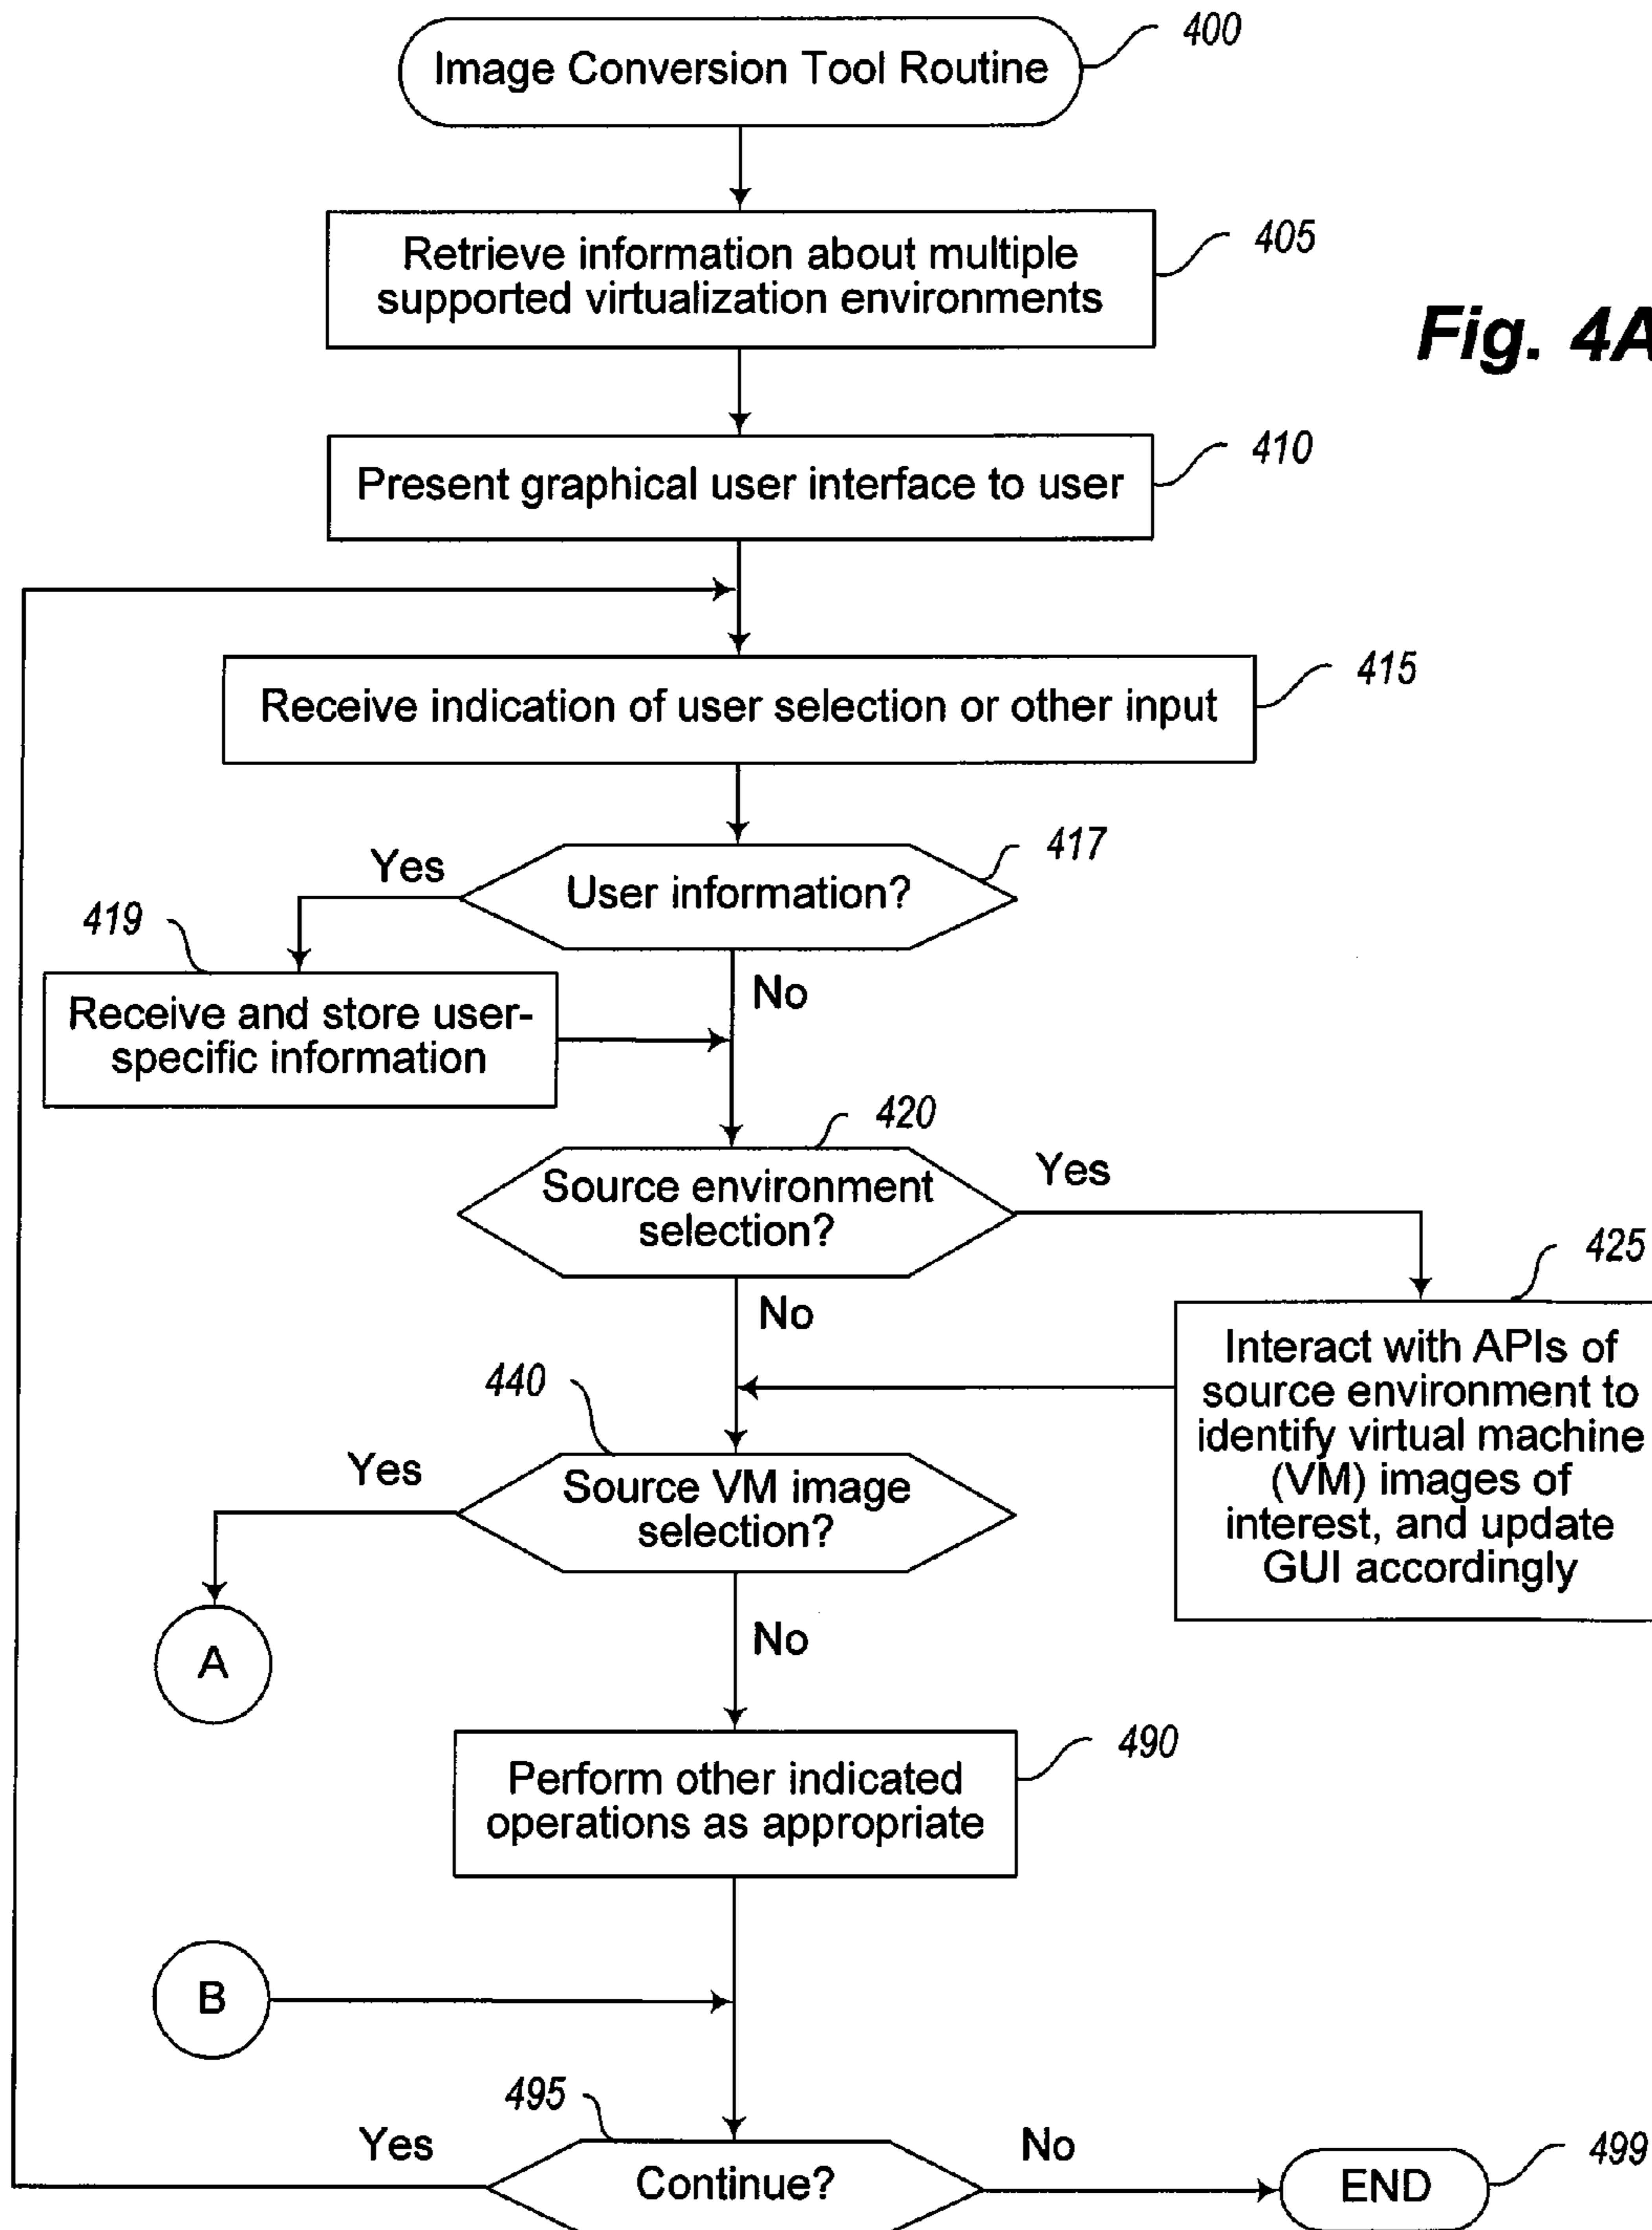 400
Image Conversion Tool Routine
405
Retrieve information about multiple
supported virtualization environments
Fig. 4A
410
Present graphical user interface to user
415
Receive indication of user selection or other input
417
Yes
User information?
419
No
Receive and store user-
specific information
420
Source environment
selection?
Yes
425
No
Interact with APIs of
source environment to
identify virtual machine
(VM) images of
interest, and update
GUI accordingly
440
Yes
Source VM image
selection?
A
No
490
Perform other indicated
operations as appropriate
B
495
Yes
Continue?
No
END
499